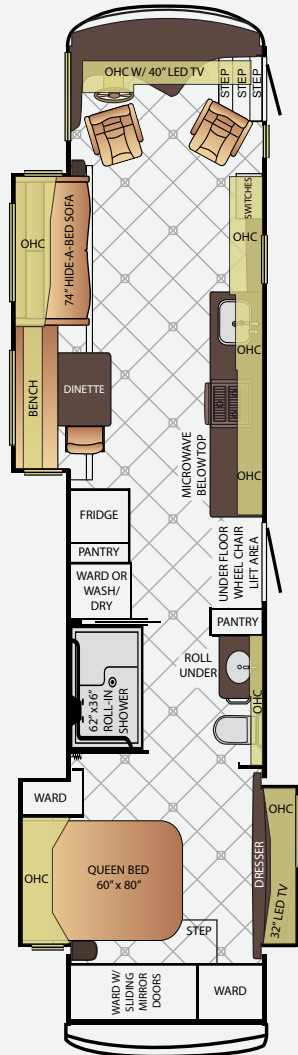 OHC W/ 40" LED TV
STEP
STEP
STEP
SWITCHES
OHC
OHC
74" HIDE-A-BED SOFA
OHC
BENCH
DINETTE
OHC
MICROWAVE
BELOW TOP
FRIDGE
PANTRY
WARD OR
WASH/
DRY
UNDER FLOOR
WHEEL CHAIR
LIFT AREA
PANTRY
62" x36"
ROLL-IN
SHOWER
ROLL
UNDER
OHC
WARD
OHC
QUEEN BED
60" x 80"
DRESSER
OHC
32" LED TV
STEP
WARD W/
SLIDING
MIRROR
DOORS
WARD